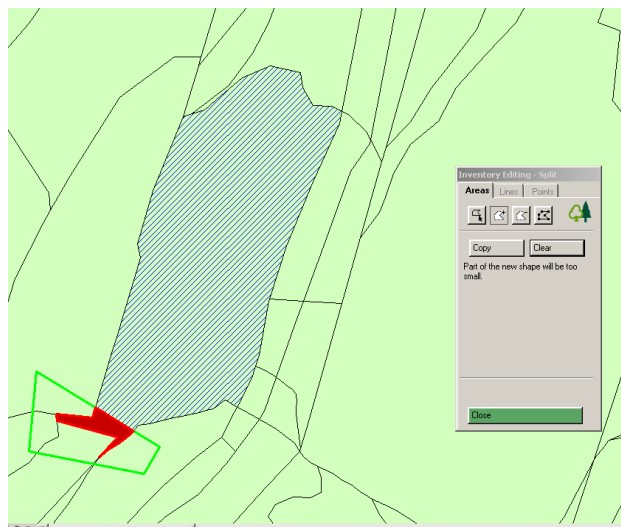 Inventory Editing - Split
Areas Lines Points
Copy Clear
Part of the new shape will be too
small.
Close